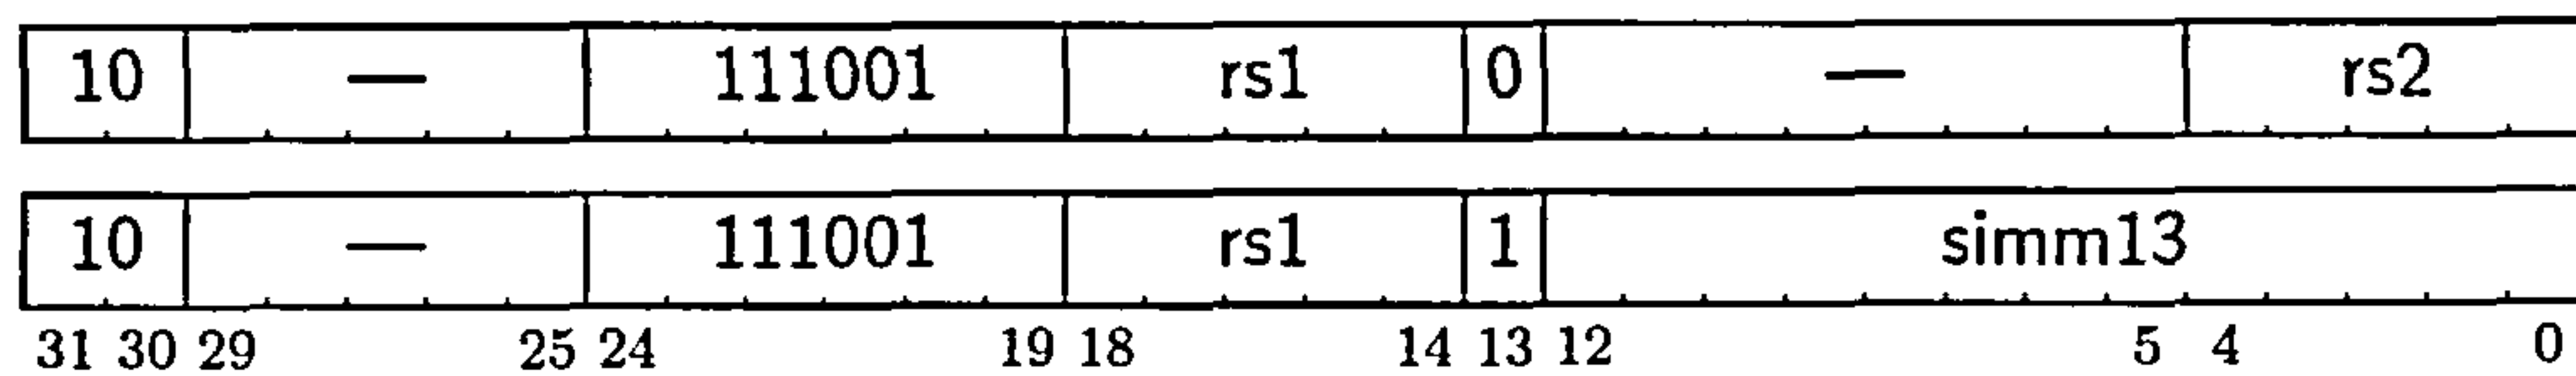 10 — 111001 rs1 0 — rs2
10 — 111001 rs1 1 simm13
31 30 29 25 24 19 18 14 13 12 5 4 0